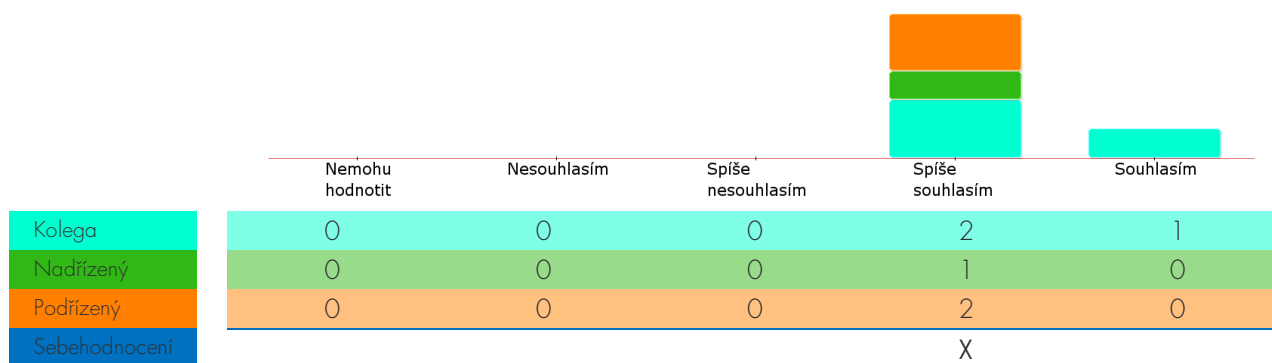 Nemohu hodnotit
Nesouhlasím
Spíše nesouhlasím
Spíše souhlasím
Souhlasím
Kolega 0 0 0 2 1
Nadřízený 0 0 0 1 0
Podřízený 0 0 0 2 0
Sebehodnocení X